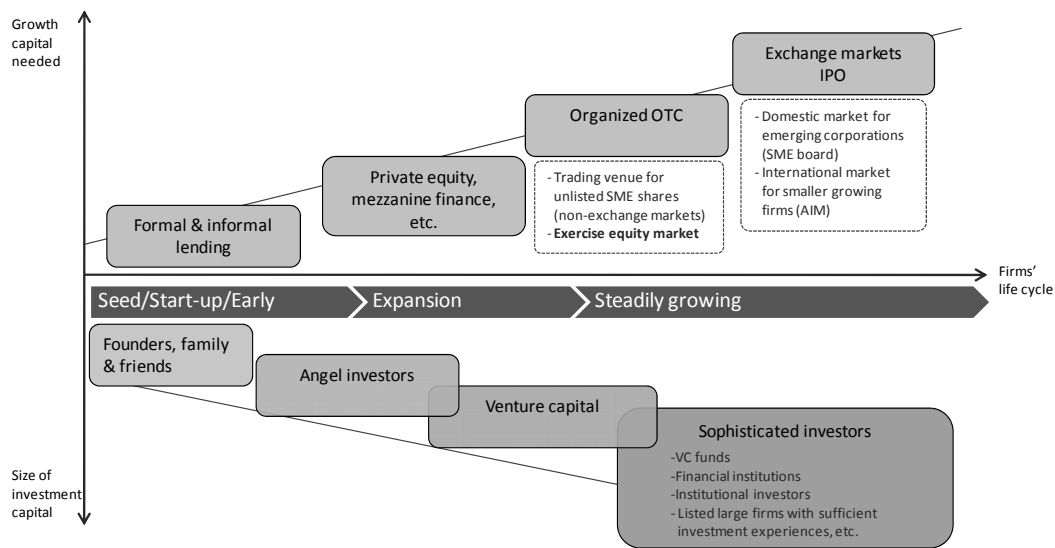 Growth
capital
needed
Exchange markets
IPO
- Domestic market for
emerging corporations
(SME board)
- International market
for smaller growing
firms (AIM)
Organized OTC
- Trading venue for
unlisted SME shares
(non-exchange markets)
- Exercise equity market
Private equity,
mezzanine finance,
etc.
Formal & informal
lending
Firms'
life cycle
Seed/Start-up/Early
Expansion
Steadily growing
Founders, family
& friends
Angel investors
Venture capital
Sophisticated investors
-VC funds
-Financial institutions
-Institutional investors
- Listed large firms with sufficient
investment experiences, etc.
Size of
investment
capital